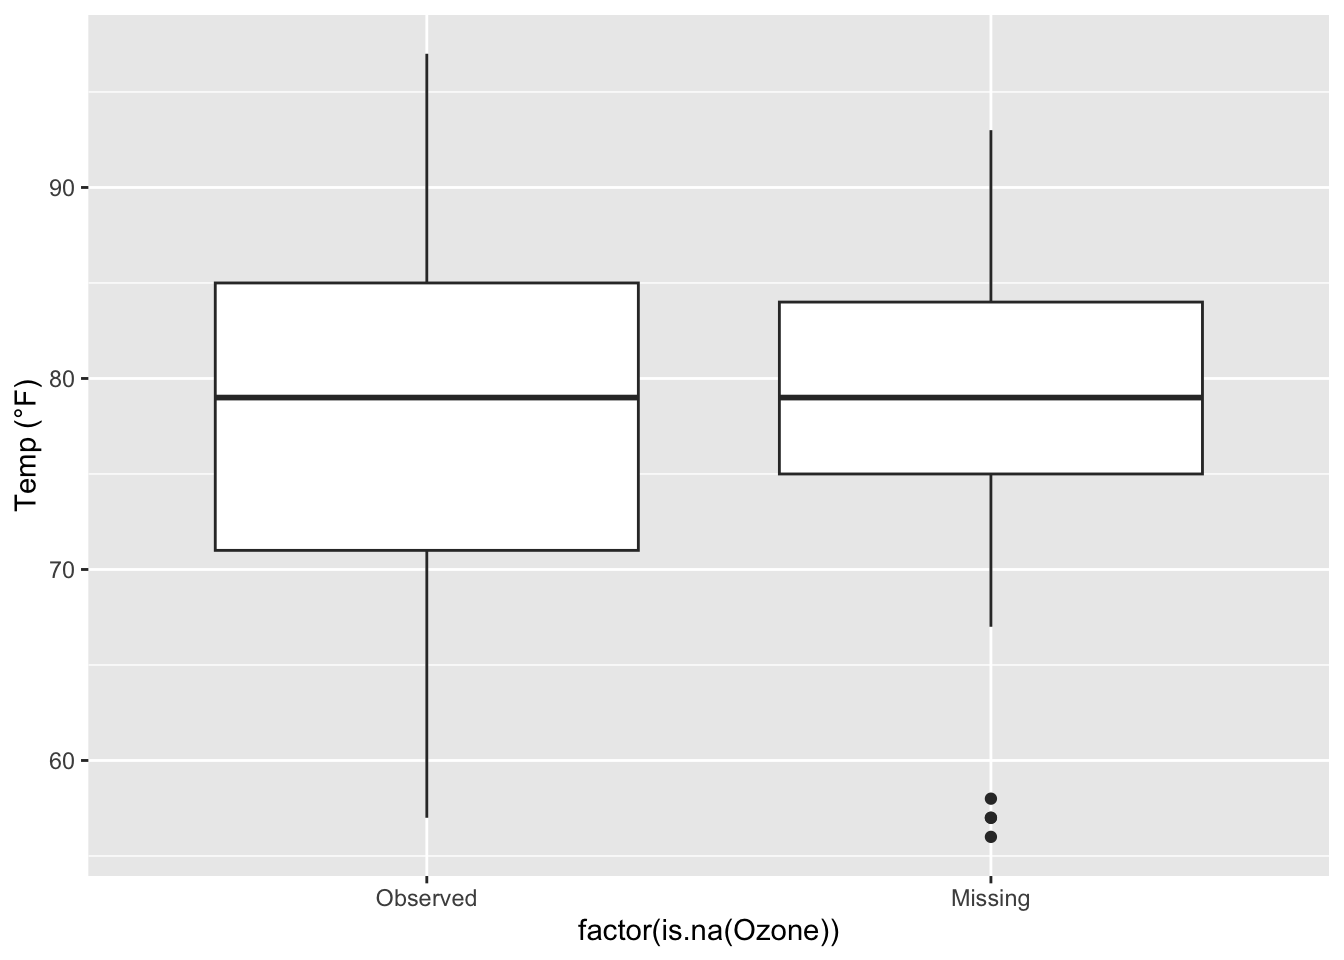 Temp (°F)
90
80
70
60
Observed
Missing
factor(is.na(Ozone))